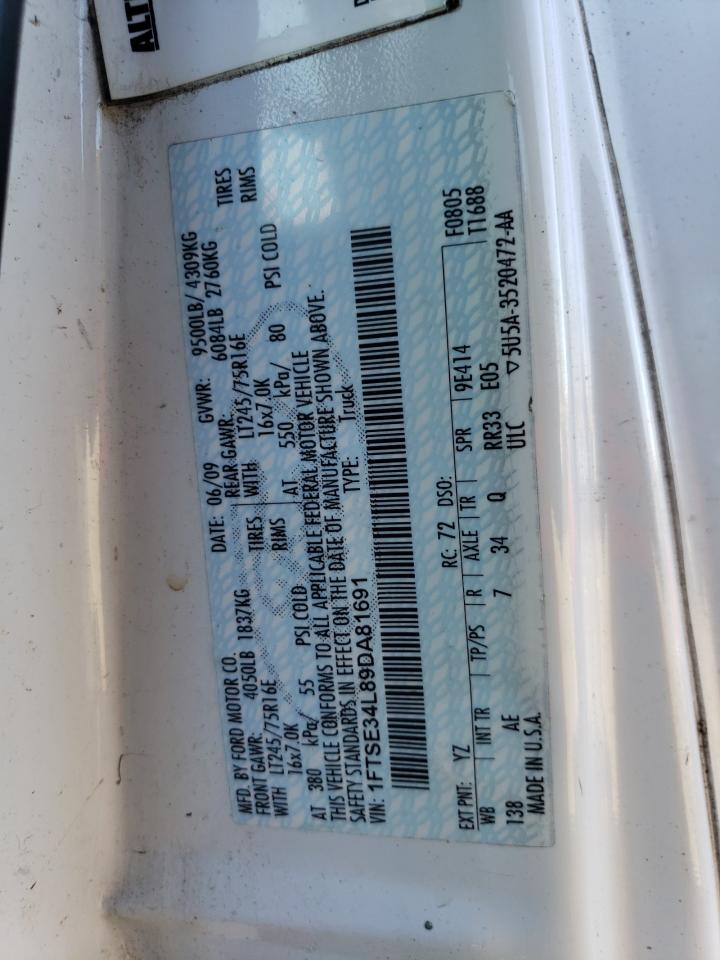 ALT
MFD. BY FORD MOTOR CO. DATE: 06/09 GVWR: 9500LB/ 4309KG
FRONT GAWR: 4050LB 1837KG REAR GAWR: 6084LB 2760KG
WITH LT245/75R16E TIRES WITH LT245/75R16E TIRES
16x7.0K RIMS 16x7.0K RIMS
AT 380 kPa/ 55 PSI COLD AT 550 kPa/ 80 PSI COLD
THIS VEHICLE CONFORMS TO ALL APPLICABLE FEDERAL MOTOR VEHICLE
SAFETY STANDARDS IN EFFECT ON THE DATE OF MANUFACTURE SHOWN ABOVE.
VIN: 1FTSE34L89DA81691 TYPE: Truck
F0805
TT1688
EXT PNT: YZ RC: 72 DSO: 9E414
WB INT TR TP/PS R AXLE TR SPR
138 AE 7 34 Q RR33 E05
MADE IN U.S.A. ULC ▽5U5A-3520472-AA